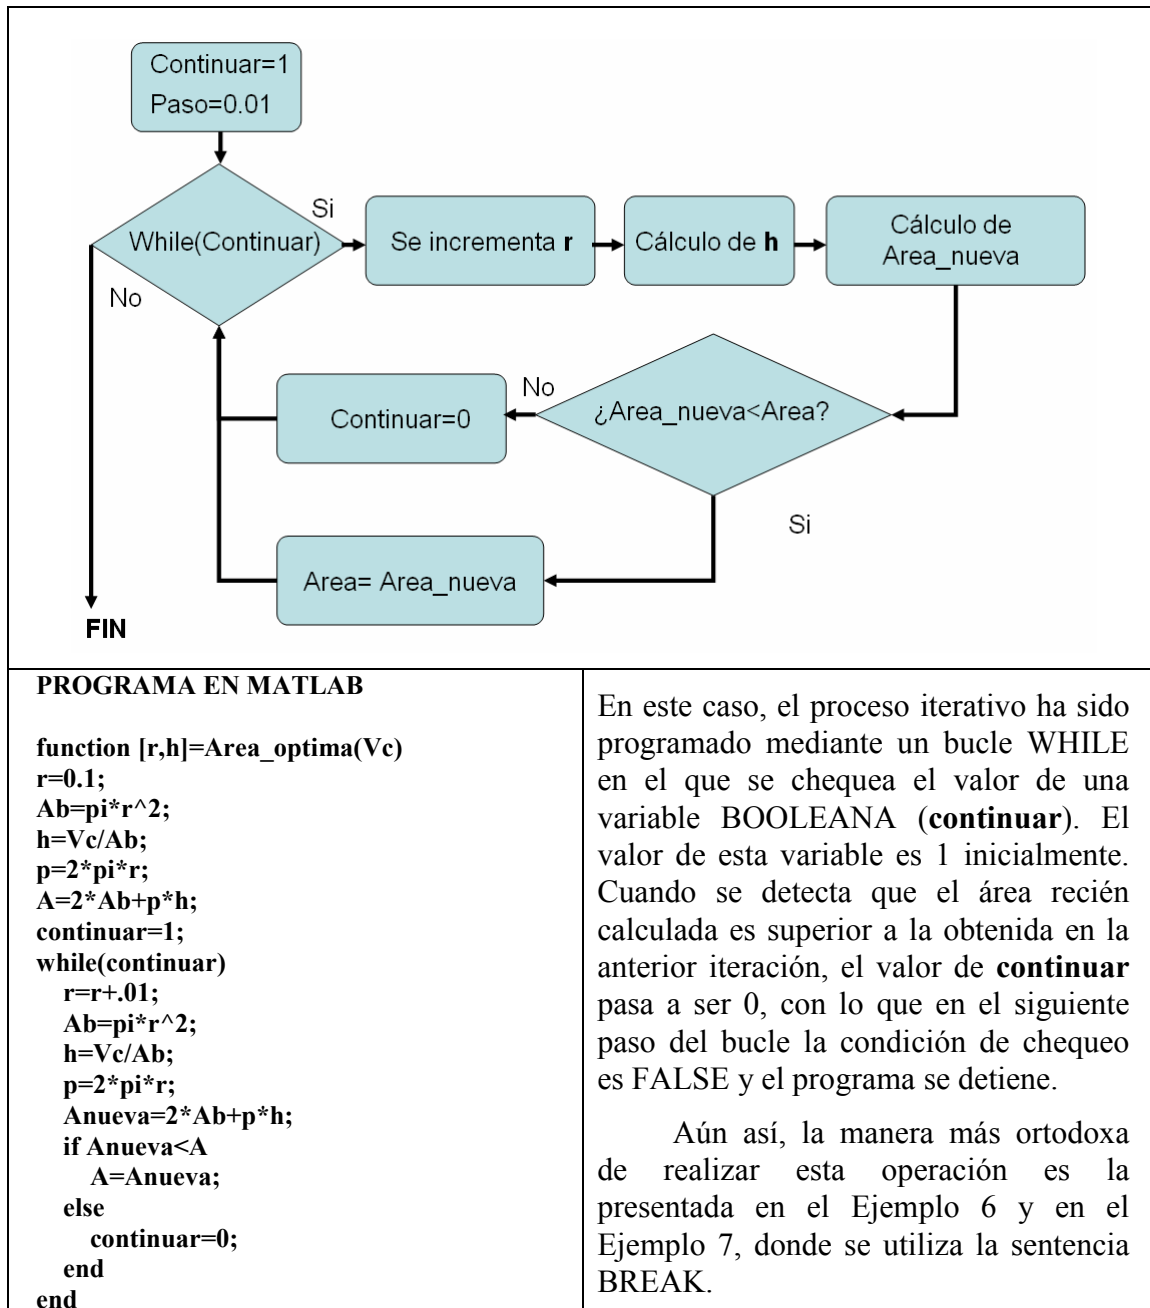 Continuar=1
Paso=0.01
While(Continuar)
Si
Se incrementa r
Cálculo de h
Cálculo de
Area_nueva
No
¿Area_nueva<Area?
No
Continuar=0
Si
Area= Area_nueva
FIN
PROGRAMA EN MATLAB
function [r,h]=Area_optima(Vc)
r=0.1;
Ab=pi*r^2;
h=Vc/Ab;
p=2*pi*r;
A=2*Ab+p*h;
continuar=1;
while(continuar)
r=r+.01;
Ab=pi*r^2;
h=Vc/Ab;
p=2*pi*r;
Anueva=2*Ab+p*h;
if Anueva<A
A=Anueva;
else
continuar=0;
end
end
En este caso, el proceso iterativo ha sido
programado mediante un bucle WHILE
en el que se chequea el valor de una
variable BOOLEANA (continuar). El
valor de esta variable es 1 inicialmente.
Cuando se detecta que el área recién
calculada es superior a la obtenida en la
anterior iteración, el valor de continuar
pasa a ser 0, con lo que en el siguiente
paso del bucle la condición de chequeo
es FALSE y el programa se detiene.
Aún así, la manera más ortodoxa
de realizar esta operación es la
presentada en el Ejemplo 6 y en el
Ejemplo 7, donde se utiliza la sentencia
BREAK.